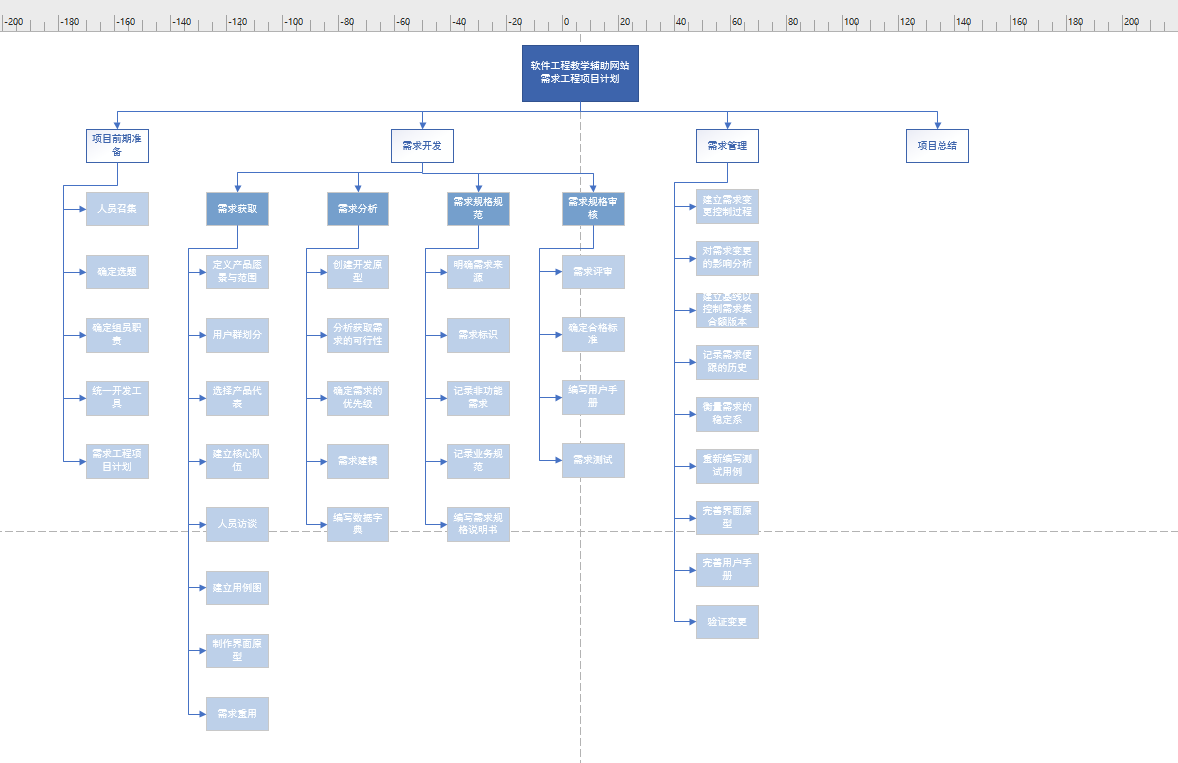 -200 -180 -160 -140 -120 -100 -80 -60 -40 -20 0 20 40 60 80 100 120 140 160 180 200
软件工程教学辅助网站
需求工程项目计划
项目前期准
备
需求开发
需求管理
项目总结
人员召集
确定选题
确定组员职
责
统一开发工
具
需求工程项
目计划
需求获取
定义产品愿
景与范围
用户群划分
选择产品代
表
建立核心队
伍
人员访谈
建立用例图
制作界面原
型
需求重用
需求分析
创建开发原
型
分析获取需
求的可行性
确定需求的
优先级
需求建模
编写数据字
典
需求规格规
范
明确需求来
源
需求标识
记录非功能
需求
记录业务规
范
编写需求规
格说明书
需求规格审
核
需求评审
确定合格标
准
编写用户手
册
需求测试
建立需求变
更控制过程
对需求变更
的影响分析
建立基线以
控制需求集
合额版本
记录需求便
跟的历史
衡量需求的
稳定系
重新编写测
试用例
完善界面原
型
完善用户手
册
验证变更